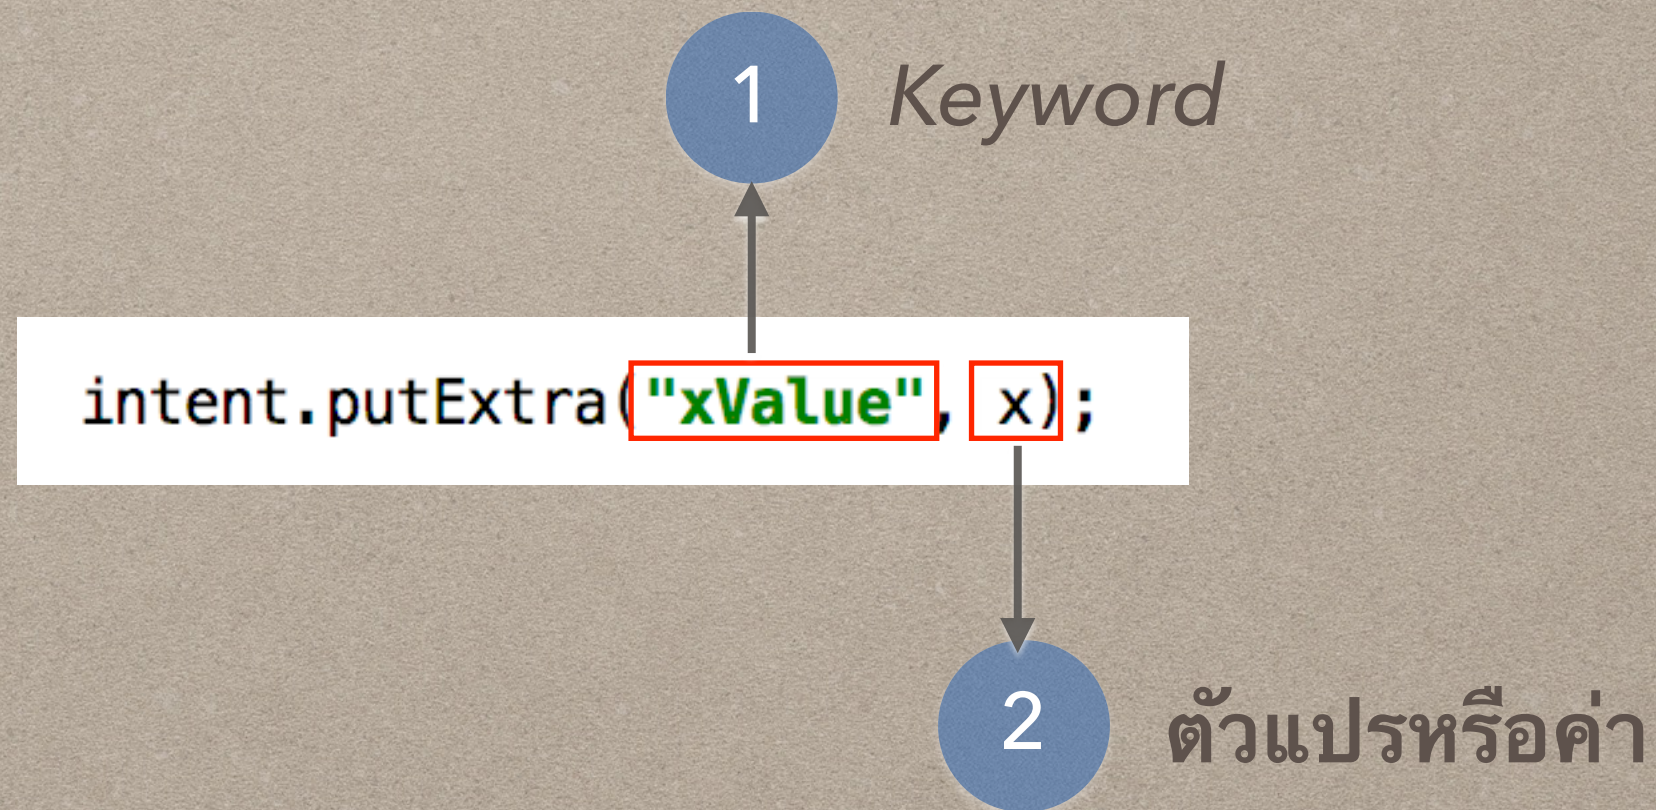 1 Keyword
intent.putExtra("xValue", x);
2 ตัวแปรหรือค่า